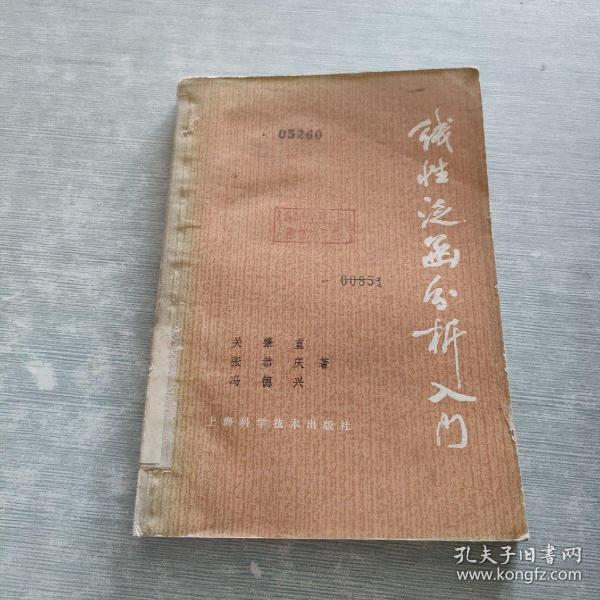 线性泛函分析入门
05260
00851
关肇直
张恭庆 著
冯德兴
上海科学技术出版社
孔夫子旧书网
www.kongfz.com